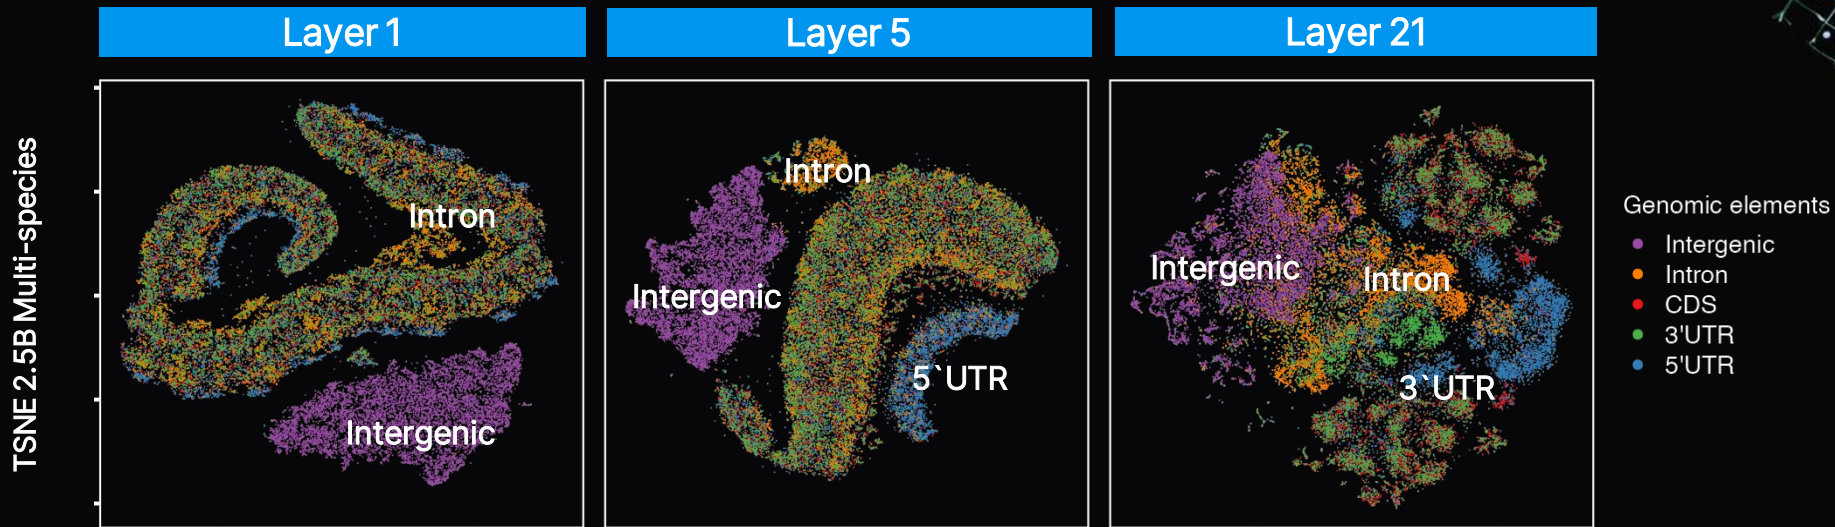 Layer 1
Layer 5
Layer 21
TSNE 2.5B Multi-species
Intron
Intergenic
Intron
Intergenic
5`UTR
Intergenic
Intron
3`UTR
Genomic elements
Intergenic
Intron
CDS
3'UTR
5'UTR